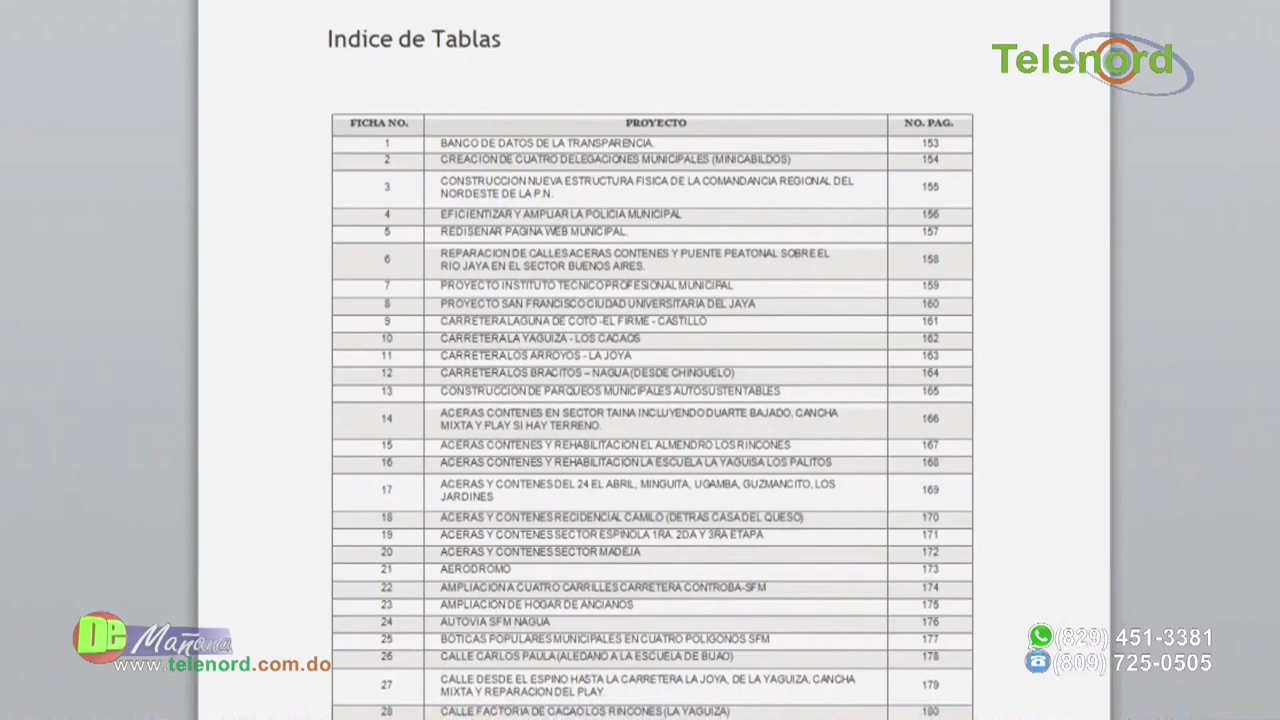 Indice de Tablas
Telenord
FICHA NO. PROYECTO NO. PAG.
1 BANCO DE DATOS DE LA TRANSPARENCIA. 153
2 CREACION DE CUATRO DELEGACIONES MUNICIPALES (MINICABILDOS) 154
3 CONSTRUCCION NUEVA ESTRUCTURA FISICA DE LA COMANDANCIA REGIONAL DEL 155
NORDESTE DE LA P.N.
4 EFICIENTIZAR Y AMPLIAR LA POLICIA MUNICIPAL 156
5 REDISENAR PAGINA WEB MUNICIPAL. 157
6 REPARACION DE CALLES ACERAS CONTENES Y PUENTE PEATONAL SOBRE EL 158
RIO JAYA EN EL SECTOR BUENOS AIRES.
7 PROYECTO INSTITUTO TECNICO PROFESIONAL MUNICIPAL 159
8 PROYECTO SAN FRANCISCO CIUDAD UNIVERSITARIA DEL JAYA 160
9 CARRETERA LAGUNA DE COTO -EL FIRME - CASTILLO 161
10 CARRETERA LA YAGUIZA - LOS CACAOS 162
11 CARRETERA LOS ARROYOS - LA JOYA 163
12 CARRETERA LOS BRACITOS – NAGUA (DESDE CHINGUELO) 164
13 CONSTRUCCION DE PARQUEOS MUNICIPALES AUTOSUSTENTABLES 165
14 ACERAS CONTENES EN SECTOR TAINA INCLUYENDO DUARTE BAJADO, CANCHA 166
MIXTA Y PLAY SI HAY TERRENO.
15 ACERAS CONTENES Y REHABILITACION EL ALMENDRO LOS RINCONES 167
16 ACERAS CONTENES Y REHABILITACION LA ESCUELA LA YAGUISA LOS PALITOS 168
17 ACERAS Y CONTENES DEL 24 EL ABRIL, MINGUITA, UGAMBA, GUZMANCITO, LOS 169
JARDINES
18 ACERAS Y CONTENES RECIDENCIAL CAMILO (DETRAS CASA DEL QUESO) 170
19 ACERAS Y CONTENES SECTOR ESPINOLA 1RA. 2DA Y 3RA ETAPA 171
20 ACERAS Y CONTENES SECTOR MADEJA 172
21 AERODROMO 173
22 AMPLIACION A CUATRO CARRILLES CARRETERA CONTROBA-SFM 174
23 AMPLIACION DE HOGAR DE ANCIANOS 175
24 AUTOVIA SFM NAGUA 176
25 BOTICAS POPULARES MUNICIPALES EN CUATRO POLIGONOS SFM 177
26 CALLE CARLOS PAULA (ALEDANO A LA ESCUELA DE BIJAO) 178
27 CALLE DESDE EL ESPINO HASTA LA CARRETERA LA JOYA, DE LA YAGUIZA, CANCHA 179
MIXTA Y REPARACION DEL PLAY.
28 CALLE FACTORIA DE CACAO LOS RINCONES (LA YAGUIZA) 180
De Mañana
www.telenord.com.do
(829) 451-3381
(809) 725-0505